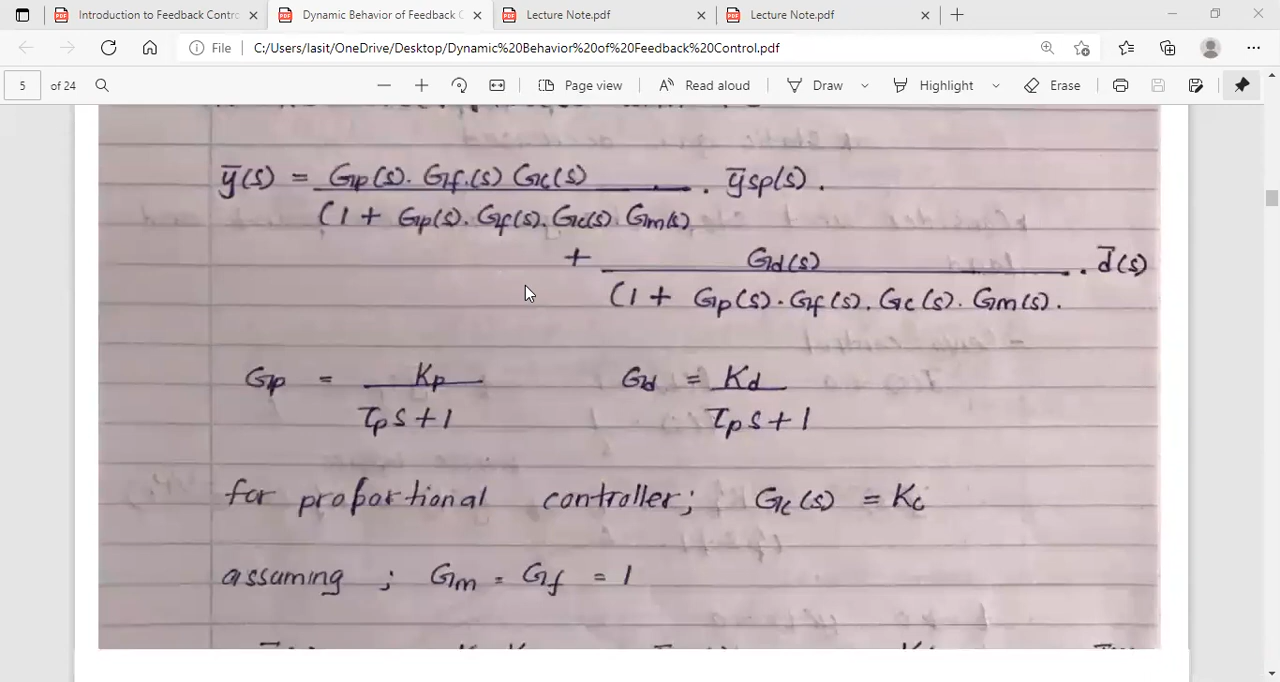 Introduction to Feedback Contro
Dynamic Behavior of Feedback C
Lecture Note.pdf
Lecture Note.pdf
File
C:/Users/lasit/OneDrive/Desktop/Dynamic%20Behavior%20of%20Feedback%20Control.pdf
5 of 24
Page view
Read aloud
Draw
Highlight
Erase
ȳ(s) = Gp(s). Gf.(s) Gc(s) / (1 + Gp(s). Gf(s). Gc(s). Gm(s) . ȳsp(s).
+ Gd(s) / (1 + Gp(s). Gf(s). Gc(s). Gm(s). . d̄(s)
Gp = Kp / τps+1 Gd = Kd / τps+1
for proportional controller; Gc(s) = Kc
assuming ; Gm = Gf = 1